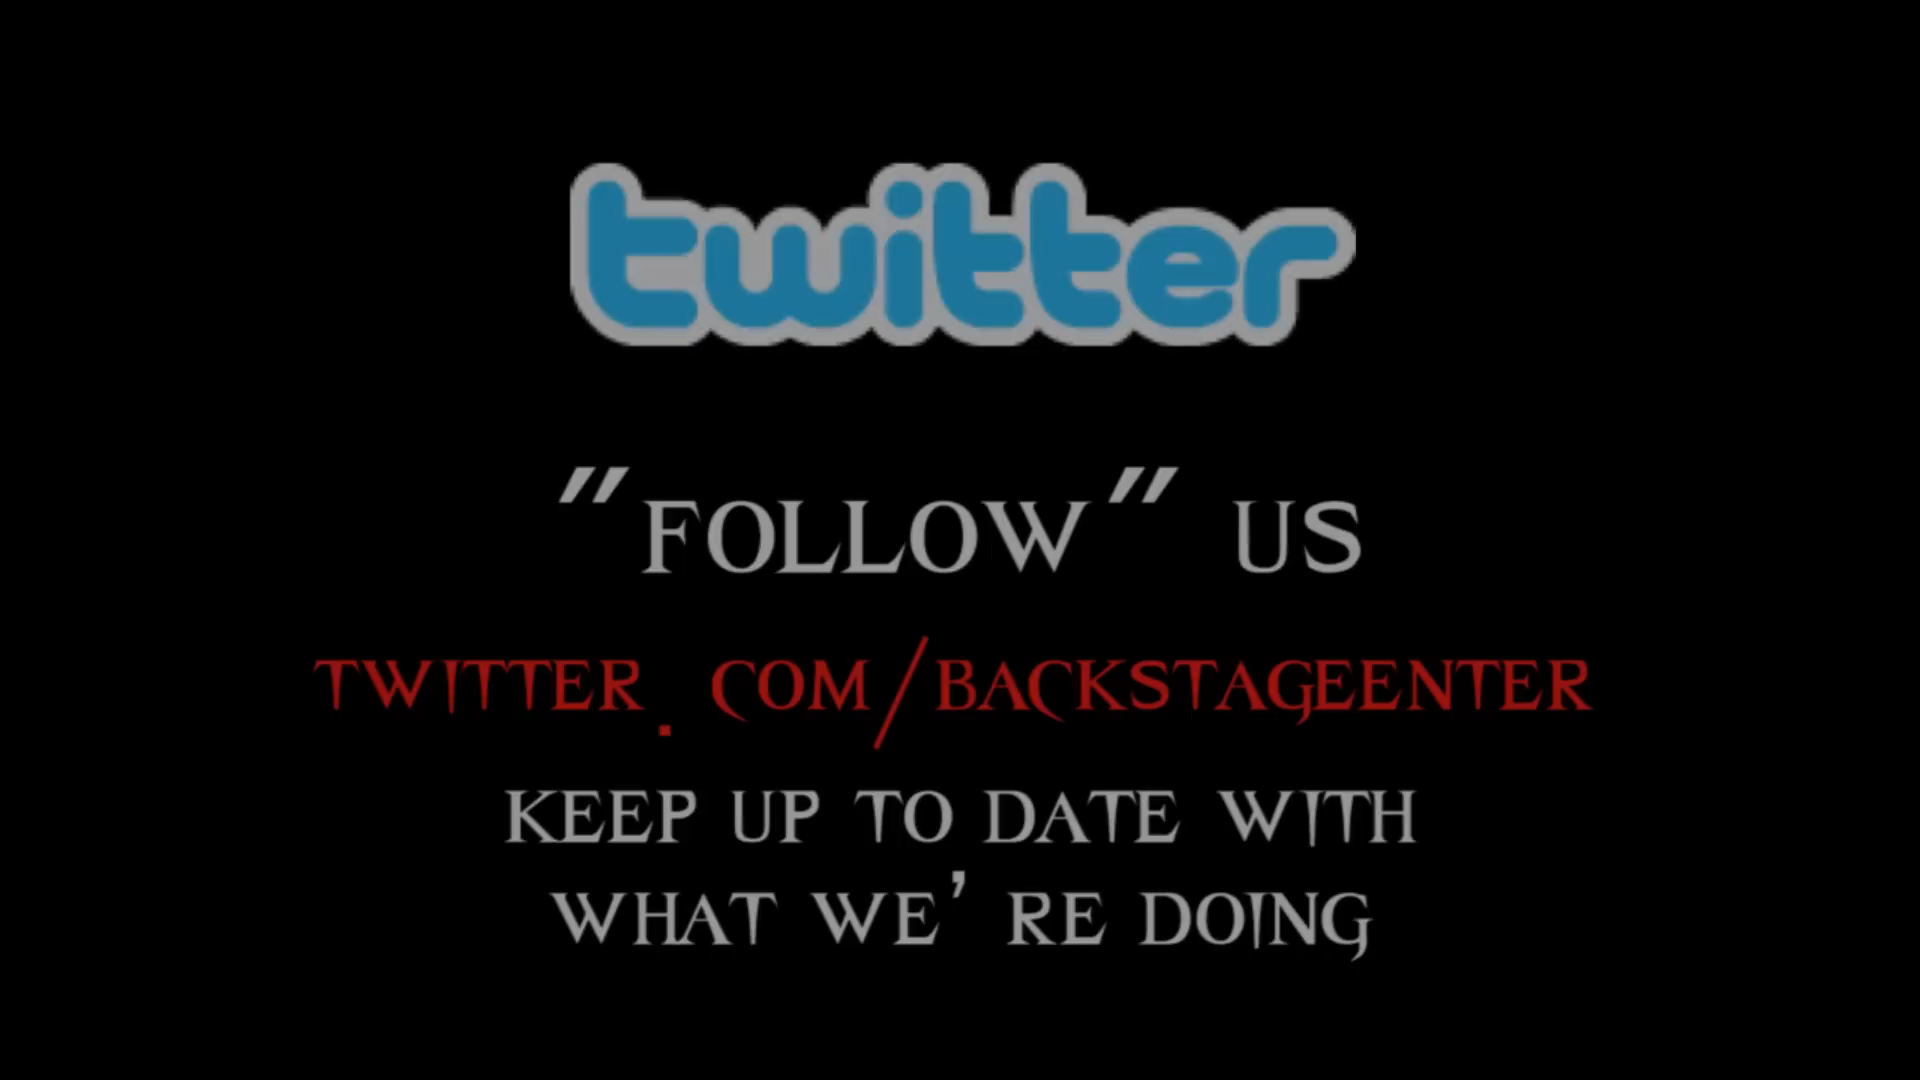 twitter
"FOLLOW" US
TWITTER. COM/BACKSTAGEENTER
KEEP UP TO DATE WITH
WHAT WE' RE DOING